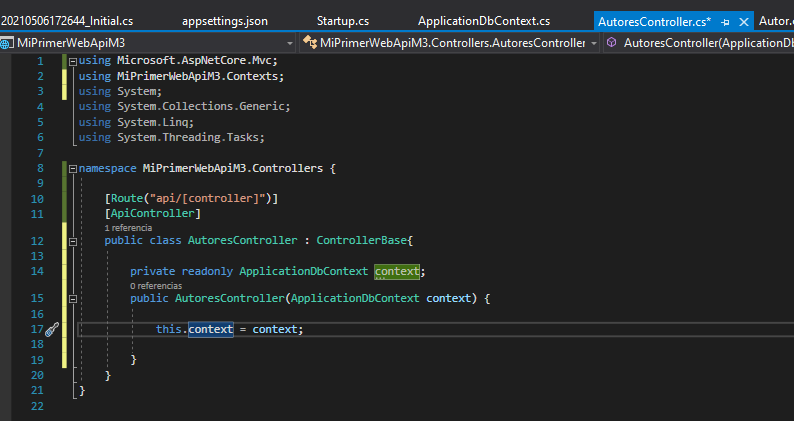 20210506172644_Initial.cs appsettings.json Startup.cs ApplicationDbContext.cs AutoresController.cs* Autor.
MiPrimerWebApiM3 MiPrimerWebApiM3.Controllers.AutoresController AutoresController(ApplicationDb
1 using Microsoft.AspNetCore.Mvc;
2 using MiPrimerWebApiM3.Contexts;
3 using System;
4 using System.Collections.Generic;
5 using System.Linq;
6 using System.Threading.Tasks;
7
8 namespace MiPrimerWebApiM3.Controllers {
9
10 [Route("api/[controller]")]
11 [ApiController]
1 referencia
12 public class AutoresController : ControllerBase{
13
14 private readonly ApplicationDbContext context;
0 referencias
15 public AutoresController(ApplicationDbContext context) {
16
17 this.context = context;
18
19 }
20 }
21 }
22